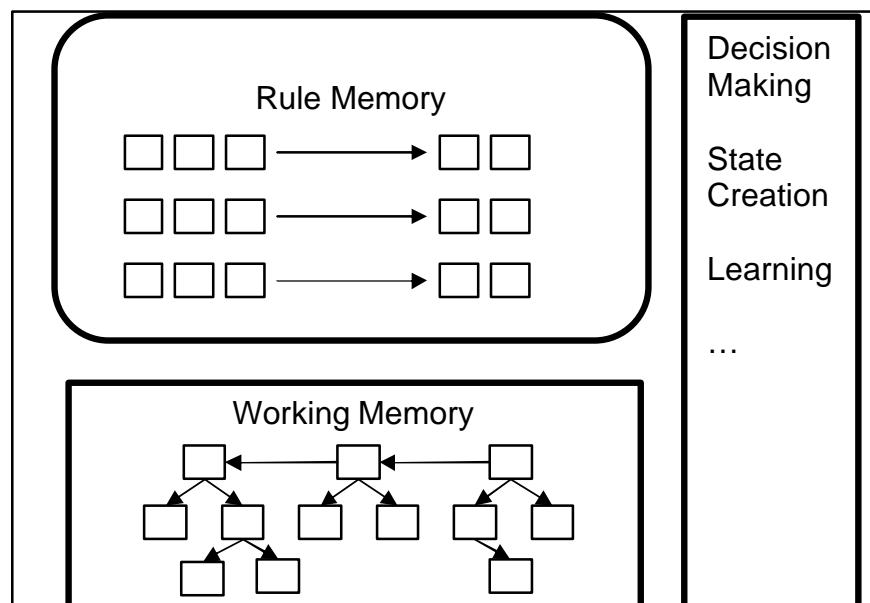 Rule Memory
Working Memory
Decision
Making
State
Creation
Learning
…